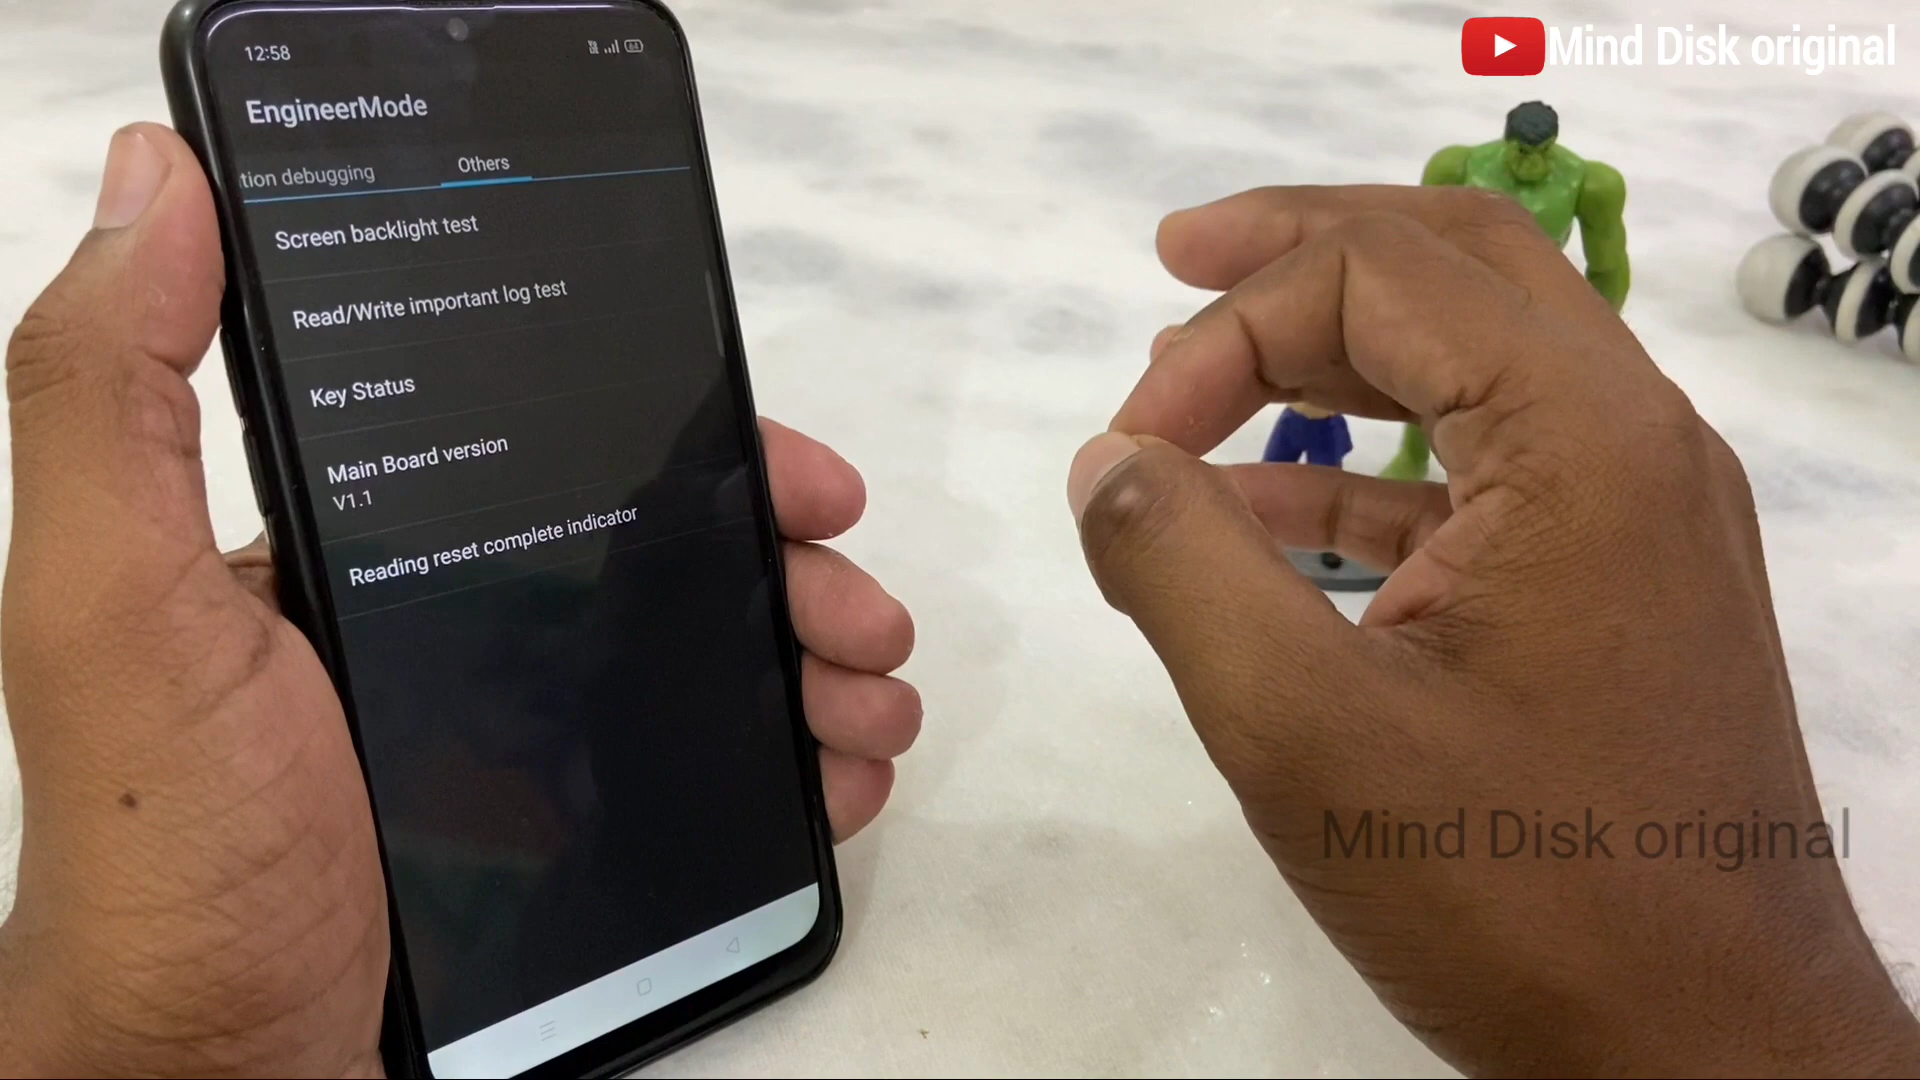 Mind Disk original
12:58
64
EngineerMode
tion debugging
Others
Screen backlight test
Read/Write important log test
Key Status
Main Board version
V1.1
Reading reset complete indicator
Mind Disk original